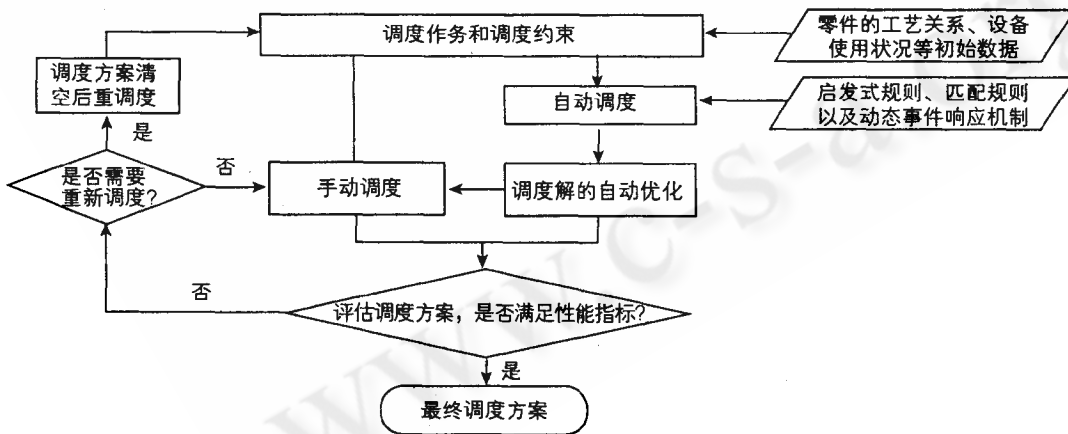 调度作务和调度约束
零件的工艺关系、设备
使用状况等初始数据
调度方案清
空后重调度
自动调度
启发式规则、匹配规则
以及动态事件响应机制
是
否
是否需要
重新调度?
手动调度
调度解的自动优化
否
评估调度方案，是否满足性能指标?
是
最终调度方案